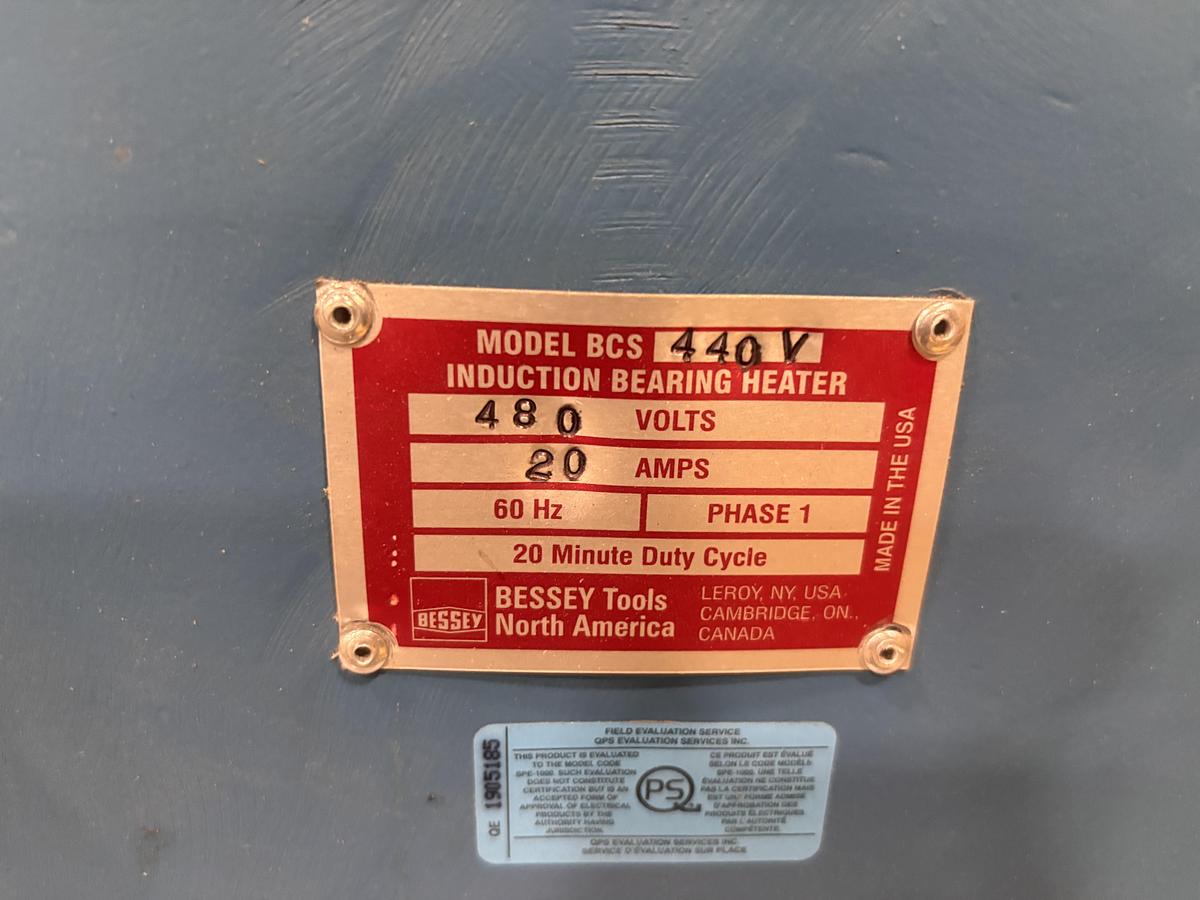 MODEL BCS 440 V
INDUCTION BEARING HEATER
480 VOLTS
20 AMPS
60 Hz PHASE 1
20 Minute Duty Cycle
MADE IN THE USA
BESSEY
BESSEY Tools
North America
LEROY, NY, USA
CAMBRIDGE, ON.,
CANADA
FIELD EVALUATION SERVICE
QPS EVALUATION SERVICES INC.
QE 1905185
THIS PRODUCT IS EVALUATED
TO THE MODEL CODE
SPE-1000. SUCH EVALUATION
DOES NOT CONSTITUTE
CERTIFICATION BUT IS AN
ACCEPTED FORM OF
APPROVAL OF ELECTRICAL
PRODUCTS BY THE
AUTHORITY HAVING
JURISDICTION.
QPS
CE PRODUIT EST ÉVALUÉ
SELON LE CODE MODÈLE
SPE-1000. UNE TELLE
ÉVALUATION NE CONSTITUE
PAS LA CERTIFICATION MAIS
EST UNE FORME ADMISE
D'APPROBATION DES
PRODUITS ÉLECTRIQUES
PAR L'AUTORITÉ
COMPÉTENTE.
QPS EVALUATION SERVICES INC.
SERVICE D'ÉVALUATION SUR PLACE